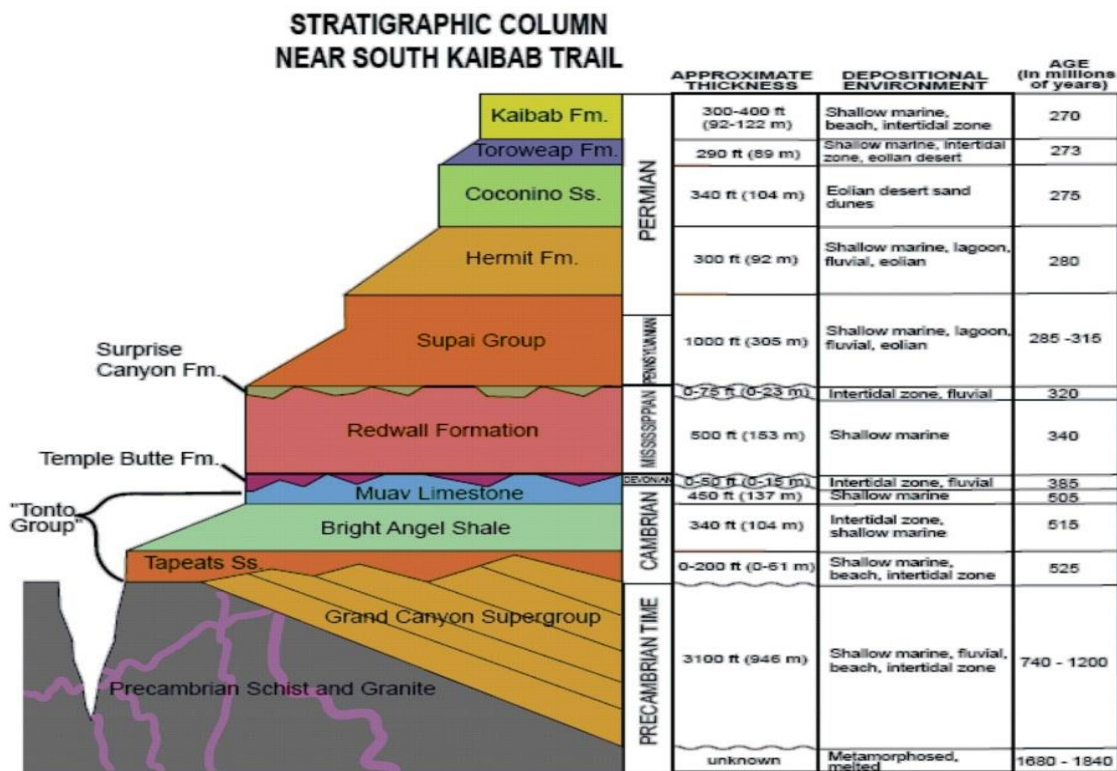 STRATIGRAPHIC COLUMN
NEAR SOUTH KAIBAB TRAIL
APPROXIMATE
THICKNESS
DEPOSITIONAL
ENVIRONMENT
AGE
(in millions
of years)
Kaibab Fm.
300-400 ft
(92-122 m)
Shallow marine,
beach, intertidal zone
270
Toroweap Fm.
290 ft (89 m)
Shallow marine, intertidal
zone, eolian desert
273
Coconino Ss.
340 ft (104 m)
Eolian desert sand
dunes
275
PERMIAN
Hermit Fm.
300 ft (92 m)
Shallow marine, lagoon,
fluvial, eolian
280
Supai Group
PENNSYLVANIAN
1000 ft (305 m)
Shallow marine, lagoon,
fluvial, eolian
285 -315
Surprise
Canyon Fm.
0-75 ft (0-23 m)
Intertidal zone, fluvial
320
Redwall Formation
MISSISSIPPIAN
500 ft (153 m)
Shallow marine
340
Temple Butte Fm.
DEVONIAN
0-50 ft (0-15 m)
Intertidal zone, fluvial
385
"Tonto
Group"
Muav Limestone
450 ft (137 m)
Shallow marine
505
Bright Angel Shale
CAMBRIAN
340 ft (104 m)
Intertidal zone,
shallow marine
515
Tapeats Ss.
0-200 ft (0-61 m)
Shallow marine,
beach, intertidal zone
525
Grand Canyon Supergroup
PRECAMBRIAN TIME
3100 ft (946 m)
Shallow marine, fluvial,
beach, intertidal zone
740 - 1200
Precambrian Schist and Granite
unknown
Metamorphosed,
melted
1680 - 1840